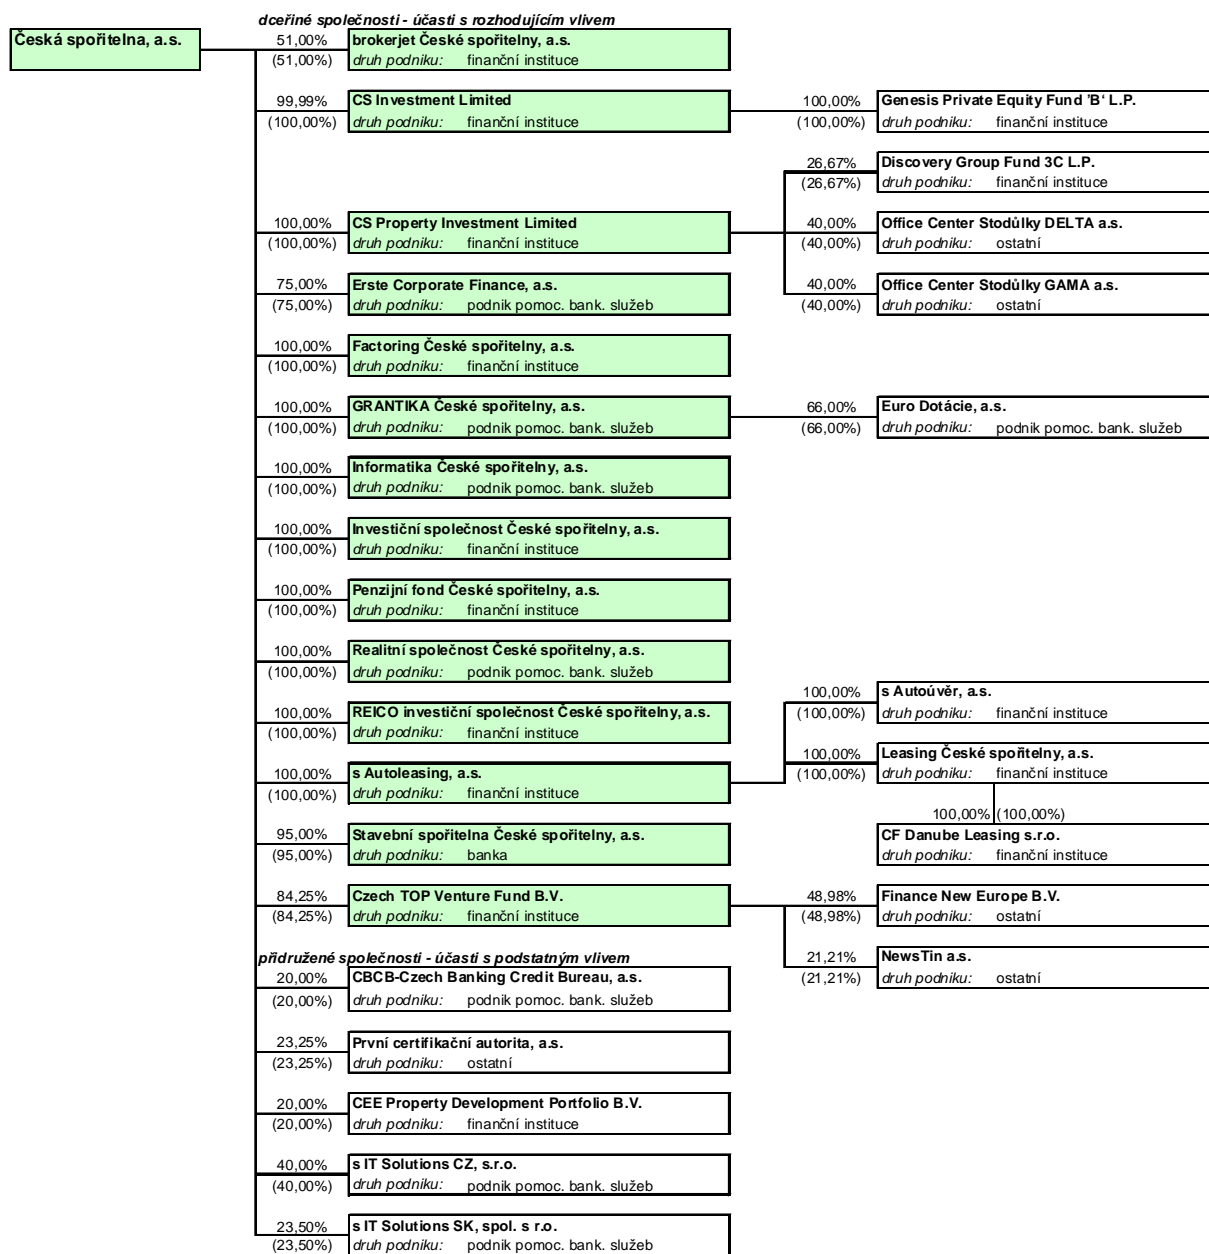 dceřiné společnosti - účasti s rozhodujícím vlivem
Česká spořitelna, a.s.
51,00% brokerjet České spořitelny, a.s.
(51,00%) druh podniku: finanční instituce
99,99% CS Investment Limited 100,00% Genesis Private Equity Fund 'B' L.P.
(100,00%) druh podniku: finanční instituce (100,00%) druh podniku: finanční instituce
26,67% Discovery Group Fund 3C L.P.
(26,67%) druh podniku: finanční instituce
100,00% CS Property Investment Limited 40,00% Office Center Stodůlky DELTA a.s.
(100,00%) druh podniku: finanční instituce (40,00%) druh podniku: ostatní
75,00% Erste Corporate Finance, a.s. 40,00% Office Center Stodůlky GAMA a.s.
(75,00%) druh podniku: podnik pomoc. bank. služeb (40,00%) druh podniku: ostatní
100,00% Factoring České spořitelny, a.s.
(100,00%) druh podniku: finanční instituce
100,00% GRANTIKA České spořitelny, a.s. 66,00% Euro Dotácie, a.s.
(100,00%) druh podniku: podnik pomoc. bank. služeb (66,00%) druh podniku: podnik pomoc. bank. služeb
100,00% Informatika České spořitelny, a.s.
(100,00%) druh podniku: podnik pomoc. bank. služeb
100,00% Investiční společnost České spořitelny, a.s.
(100,00%) druh podniku: finanční instituce
100,00% Penzijní fond České spořitelny, a.s.
(100,00%) druh podniku: finanční instituce
100,00% Realitní společnost České spořitelny, a.s.
(100,00%) druh podniku: podnik pomoc. bank. služeb
100,00% s Autoúvěr, a.s.
(100,00%) druh podniku: finanční instituce
100,00% REICO investiční společnost České spořitelny, a.s.
(100,00%) druh podniku: finanční instituce
100,00% Leasing České spořitelny, a.s.
(100,00%) druh podniku: finanční instituce
100,00% s Autoleasing, a.s.
(100,00%) druh podniku: finanční instituce
100,00% (100,00%)
95,00% Stavební spořitelna České spořitelny, a.s. CF Danube Leasing s.r.o.
(95,00%) druh podniku: banka druh podniku: finanční instituce
84,25% Czech TOP Venture Fund B.V. 48,98% Finance New Europe B.V.
(84,25%) druh podniku: finanční instituce (48,98%) druh podniku: ostatní
přidružené společnosti - účasti s podstatným vlivem 21,21% NewsTin a.s.
(21,21%) druh podniku: ostatní
20,00% CBCB-Czech Banking Credit Bureau, a.s.
(20,00%) druh podniku: podnik pomoc. bank. služeb
23,25% První certifikační autorita, a.s.
(23,25%) druh podniku: ostatní
20,00% CEE Property Development Portfolio B.V.
(20,00%) druh podniku: finanční instituce
40,00% s IT Solutions CZ, s.r.o.
(40,00%) druh podniku: podnik pomoc. bank. služeb
23,50% s IT Solutions SK, spol. s r.o.
(23,50%) druh podniku: podnik pomoc. bank. služeb